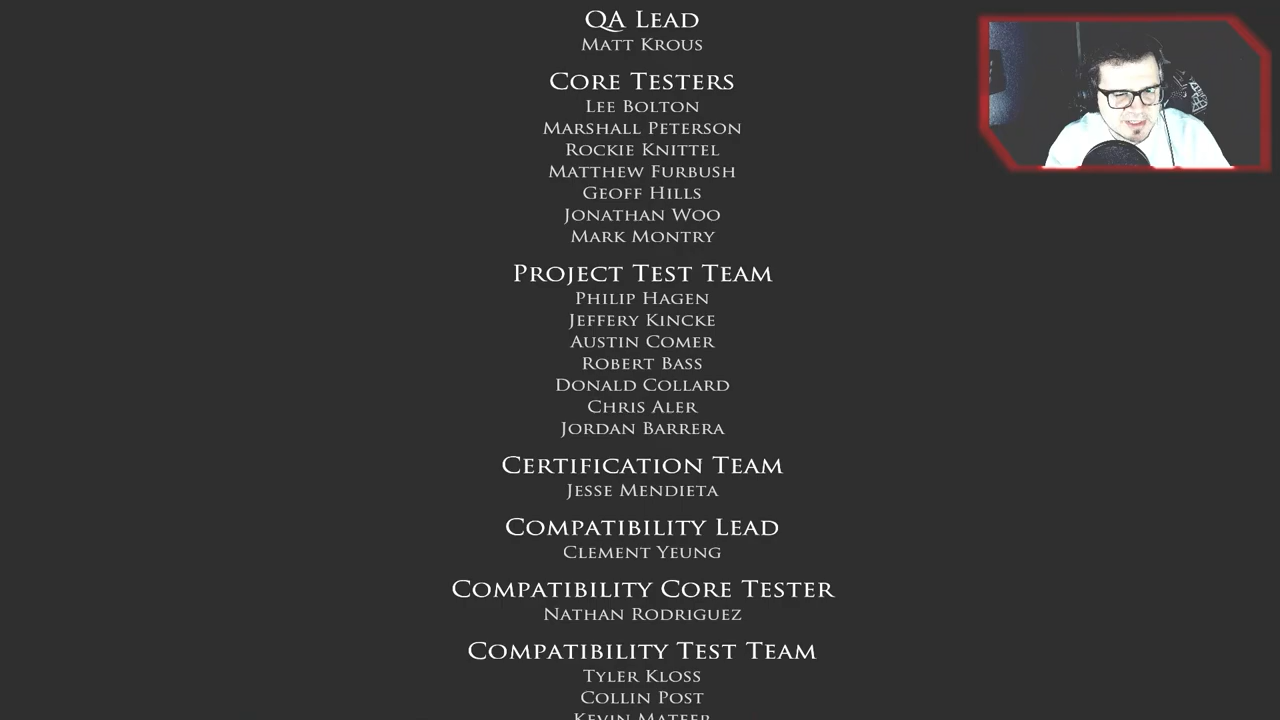 QA Lead
Matt Krous
Core Testers
Lee Bolton
Marshall Peterson
Rockie Knittel
Matthew Furbush
Geoff Hills
Jonathan Woo
Mark Montry
Project Test Team
Philip Hagen
Jeffery Kincke
Austin Comer
Robert Bass
Donald Collard
Chris Aler
Jordan Barrera
Certification Team
Jesse Mendieta
Compatibility Lead
Clement Yeung
Compatibility Core Tester
Nathan Rodriguez
Compatibility Test Team
Tyler Kloss
Collin Post
Kevin Mateer